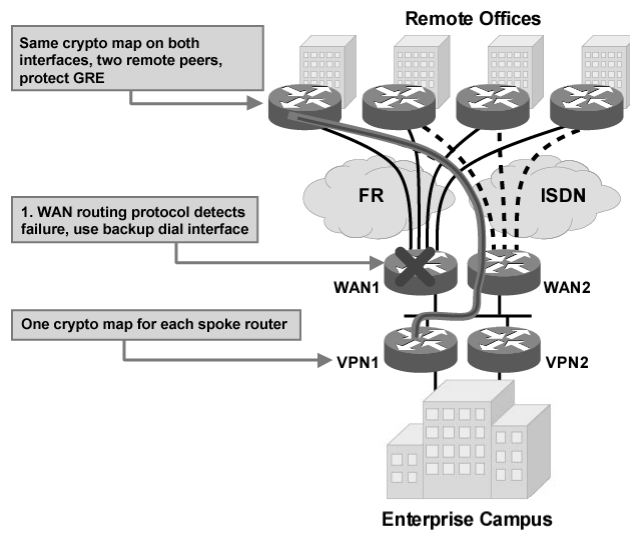 Remote Offices
Same crypto map on both
interfaces, two remote peers,
protect GRE
FR
ISDN
1. WAN routing protocol detects
failure, use backup dial interface
WAN1
WAN2
One crypto map for each spoke router
VPN1
VPN2
Enterprise Campus